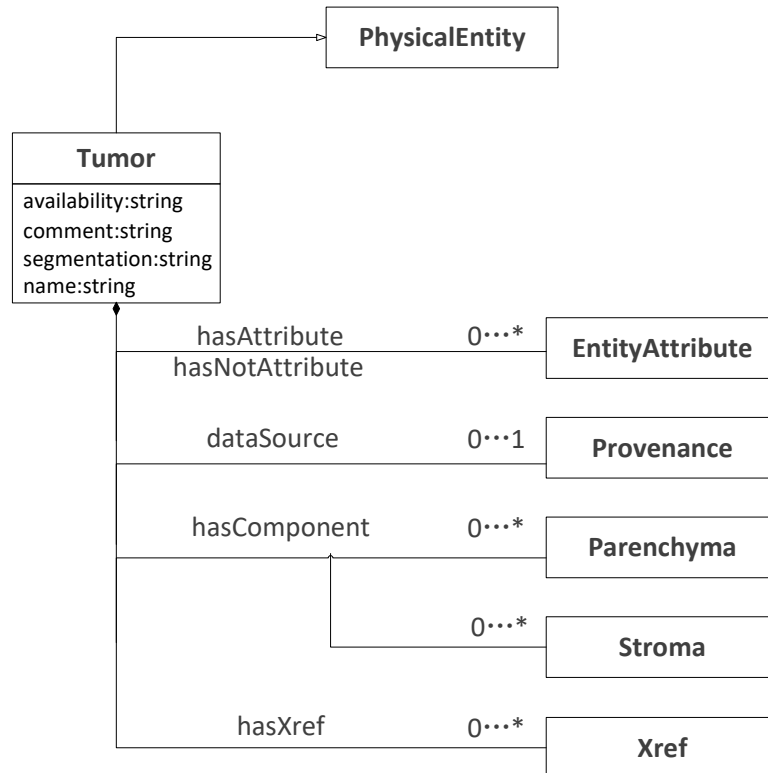 PhysicalEntity
Tumor
availability:string
comment:string
segmentation:string
name:string
hasAttribute 0···*
EntityAttribute
hasNotAttribute
dataSource 0···1
Provenance
hasComponent 0···*
Parenchyma
0···*
Stroma
hasXref 0···*
Xref